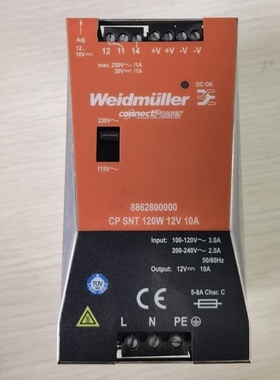 Adj.
12...
12 11 14 +V +V -V -V
max. 250V~ /1A
30V⎓ /1A
DC OK
Weidmüller
connectPower
230V~
115V~
8862800000
CP SNT 120W 12V 10A
Input: 100-120V~ 3.0A
200-240V~ 2.0A
50/60Hz
Output: 12V⎓ 10A
TÜV
CE
5-8A Char. C
L N PE